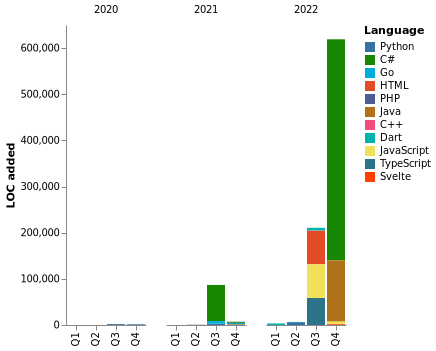 2020 2021 2022
Language
Python
C#
Go
HTML
PHP
Java
C++
Dart
JavaScript
TypeScript
Svelte
LOC added
600,000
500,000
400,000
300,000
200,000
100,000
0
Q1 Q2 Q3 Q4 Q1 Q2 Q3 Q4 Q1 Q2 Q3 Q4